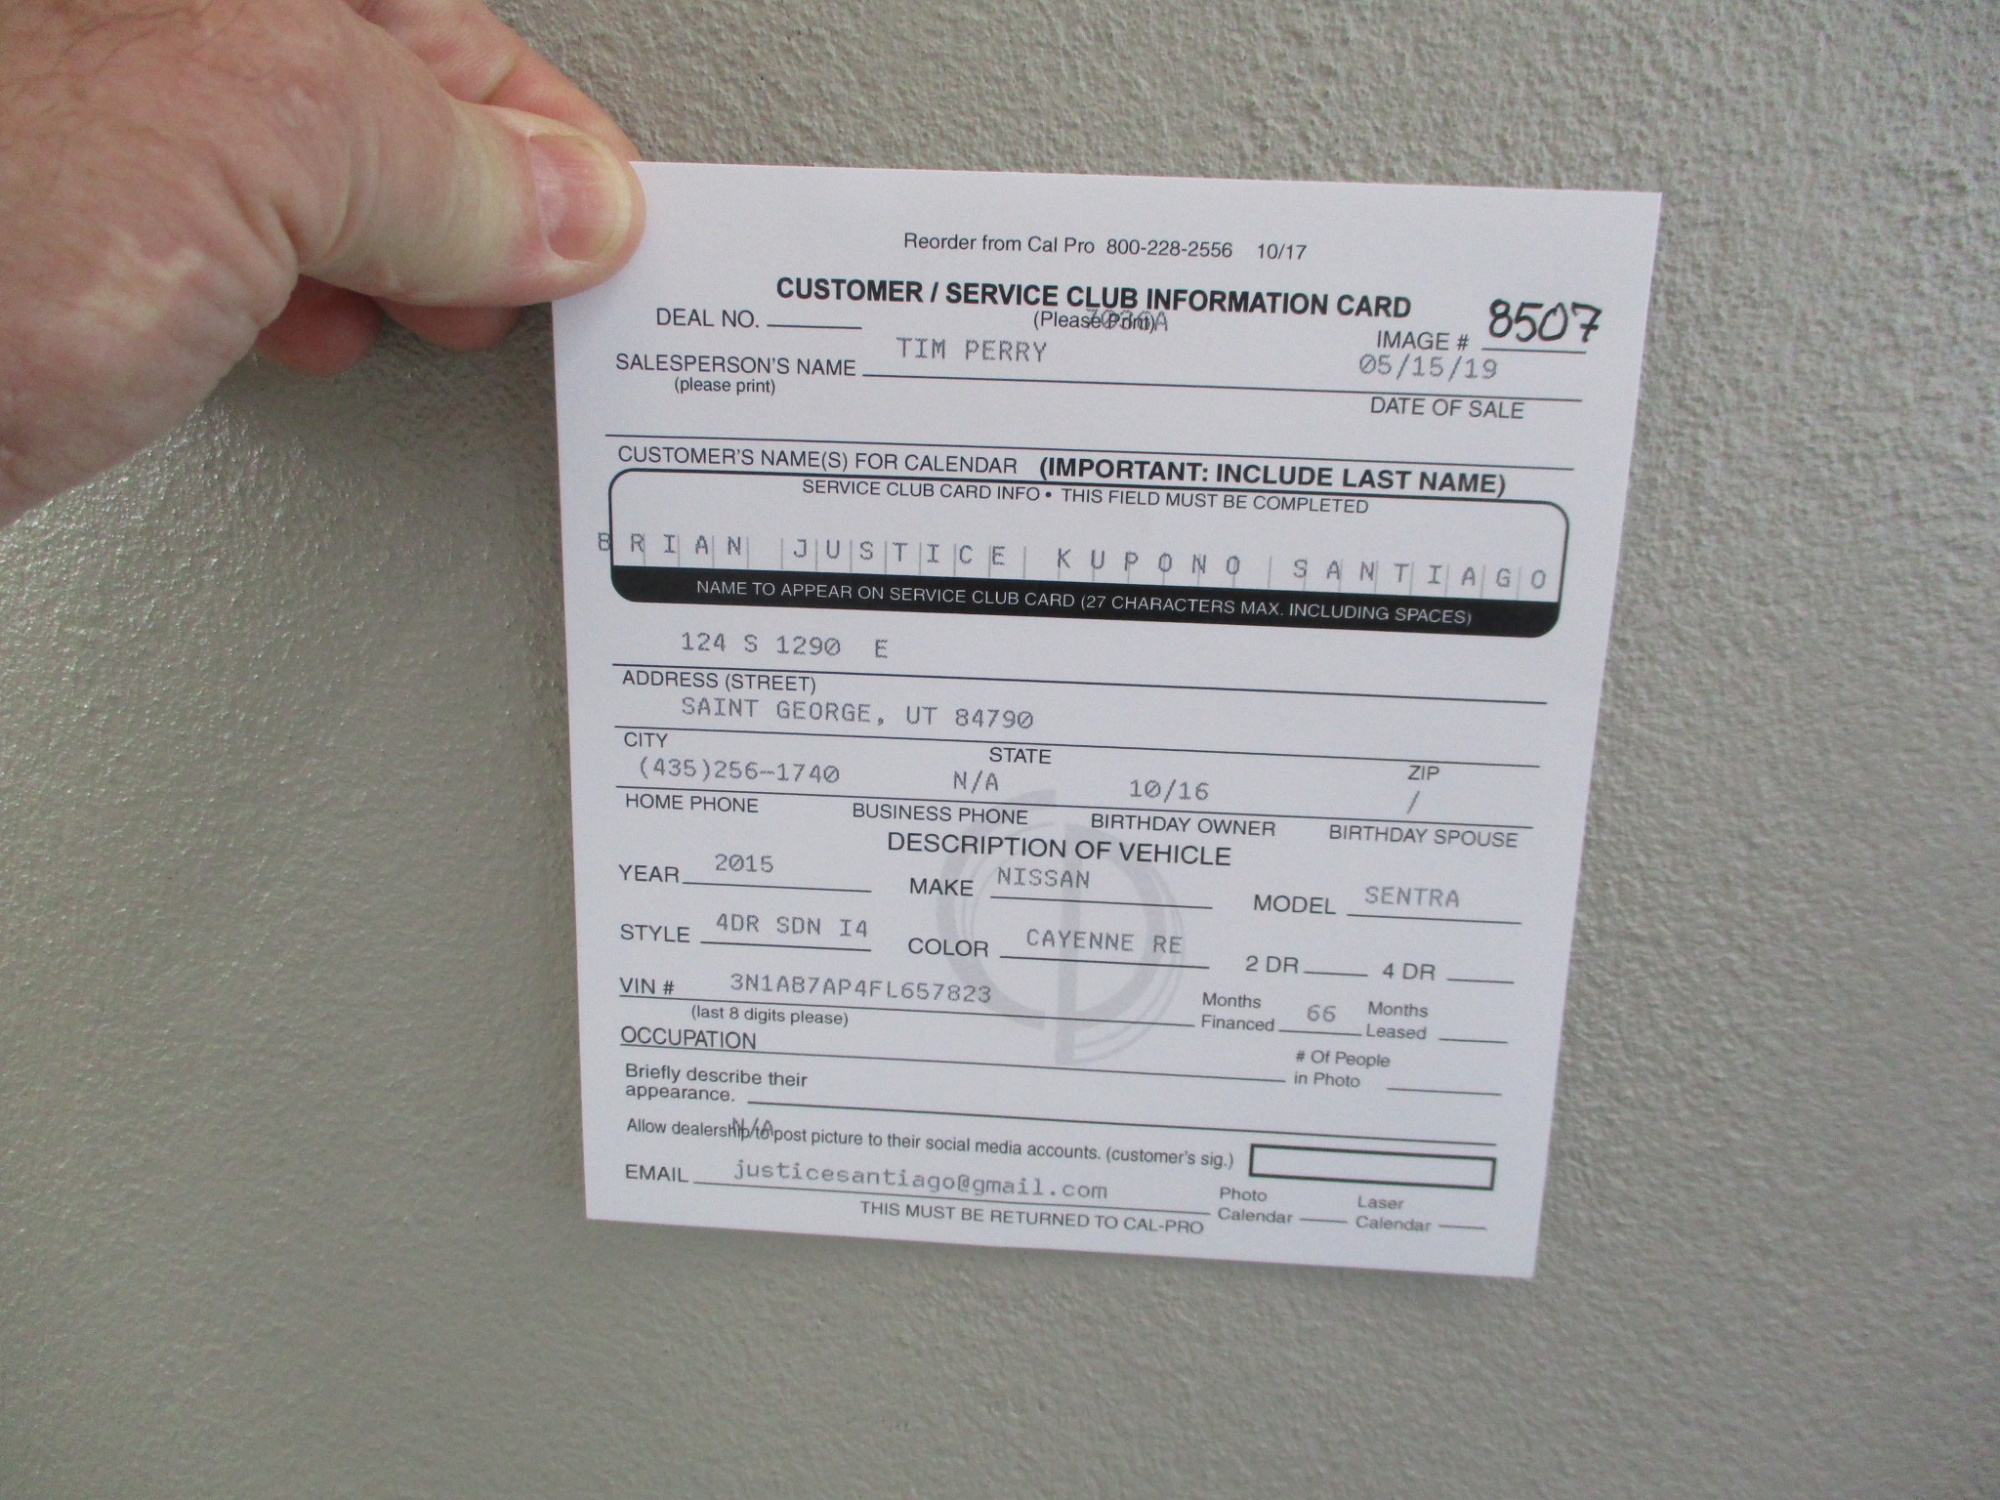 Reorder from Cal Pro 800-228-2556 10/17
CUSTOMER / SERVICE CLUB INFORMATION CARD
DEAL NO. (Please Print) IMAGE # 8507
SALESPERSON'S NAME TIM PERRY 05/15/19
(please print) DATE OF SALE
CUSTOMER'S NAME(S) FOR CALENDAR (IMPORTANT: INCLUDE LAST NAME)
SERVICE CLUB CARD INFO • THIS FIELD MUST BE COMPLETED
BRIAN JUSTICE KUPONO SANTIAGO
NAME TO APPEAR ON SERVICE CLUB CARD (27 CHARACTERS MAX. INCLUDING SPACES)
124 S 1290 E
ADDRESS (STREET)
SAINT GEORGE, UT 84790
CITY STATE ZIP
(435)256-1740 N/A 10/16 /
HOME PHONE BUSINESS PHONE BIRTHDAY OWNER BIRTHDAY SPOUSE
DESCRIPTION OF VEHICLE
YEAR 2015 MAKE NISSAN MODEL SENTRA
STYLE 4DR SDN I4 COLOR CAYENNE RE 2 DR 4 DR
VIN # 3N1AB7AP4FL657823 Months Financed 66 Months Leased
(last 8 digits please)
OCCUPATION # Of People in Photo
Briefly describe their
appearance.
N/A
Allow dealership to post picture to their social media accounts. (customer's sig.)
EMAIL justicesantiago@gmail.com Photo Calendar Laser Calendar
THIS MUST BE RETURNED TO CAL-PRO